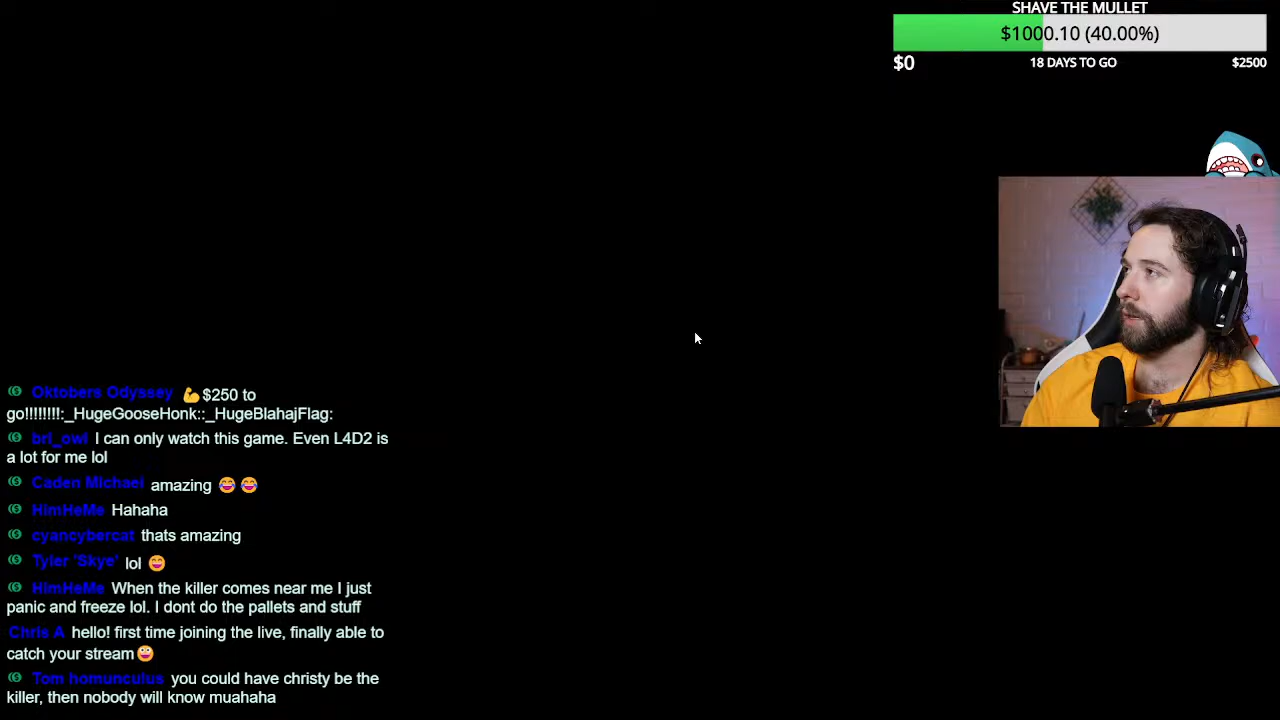 SHAVE THE MULLET
$1000.10 (40.00%)
$0 18 DAYS TO GO $2500
Oktobers Odyssey 💪$250 to
go!!!!!!!!:_HugeGooseHonk::_HugeBlahajFlag:
bri_owl I can only watch this game. Even L4D2 is
a lot for me lol
Caden Michael amazing 😂 😂
HimHeMe Hahaha
cyancybercat thats amazing
Tyler 'Skye' lol 😄
HimHeMe When the killer comes near me I just
panic and freeze lol. I dont do the pallets and stuff
Chris A hello! first time joining the live, finally able to
catch your stream😀
Tom homunculus you could have christy be the
killer, then nobody will know muahaha